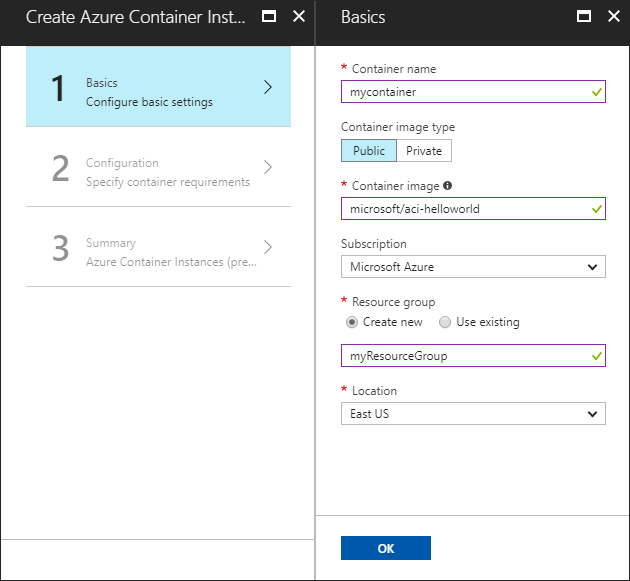 Create Azure Container Inst...
1
Basics
Configure basic settings
2
Configuration
Specify container requirements
3
Summary
Azure Container Instances (pre...
Basics
* Container name
mycontainer
Container image type
Public Private
* Container image
microsoft/aci-helloworld
Subscription
Microsoft Azure
* Resource group
Create new Use existing
myResourceGroup
* Location
East US
OK